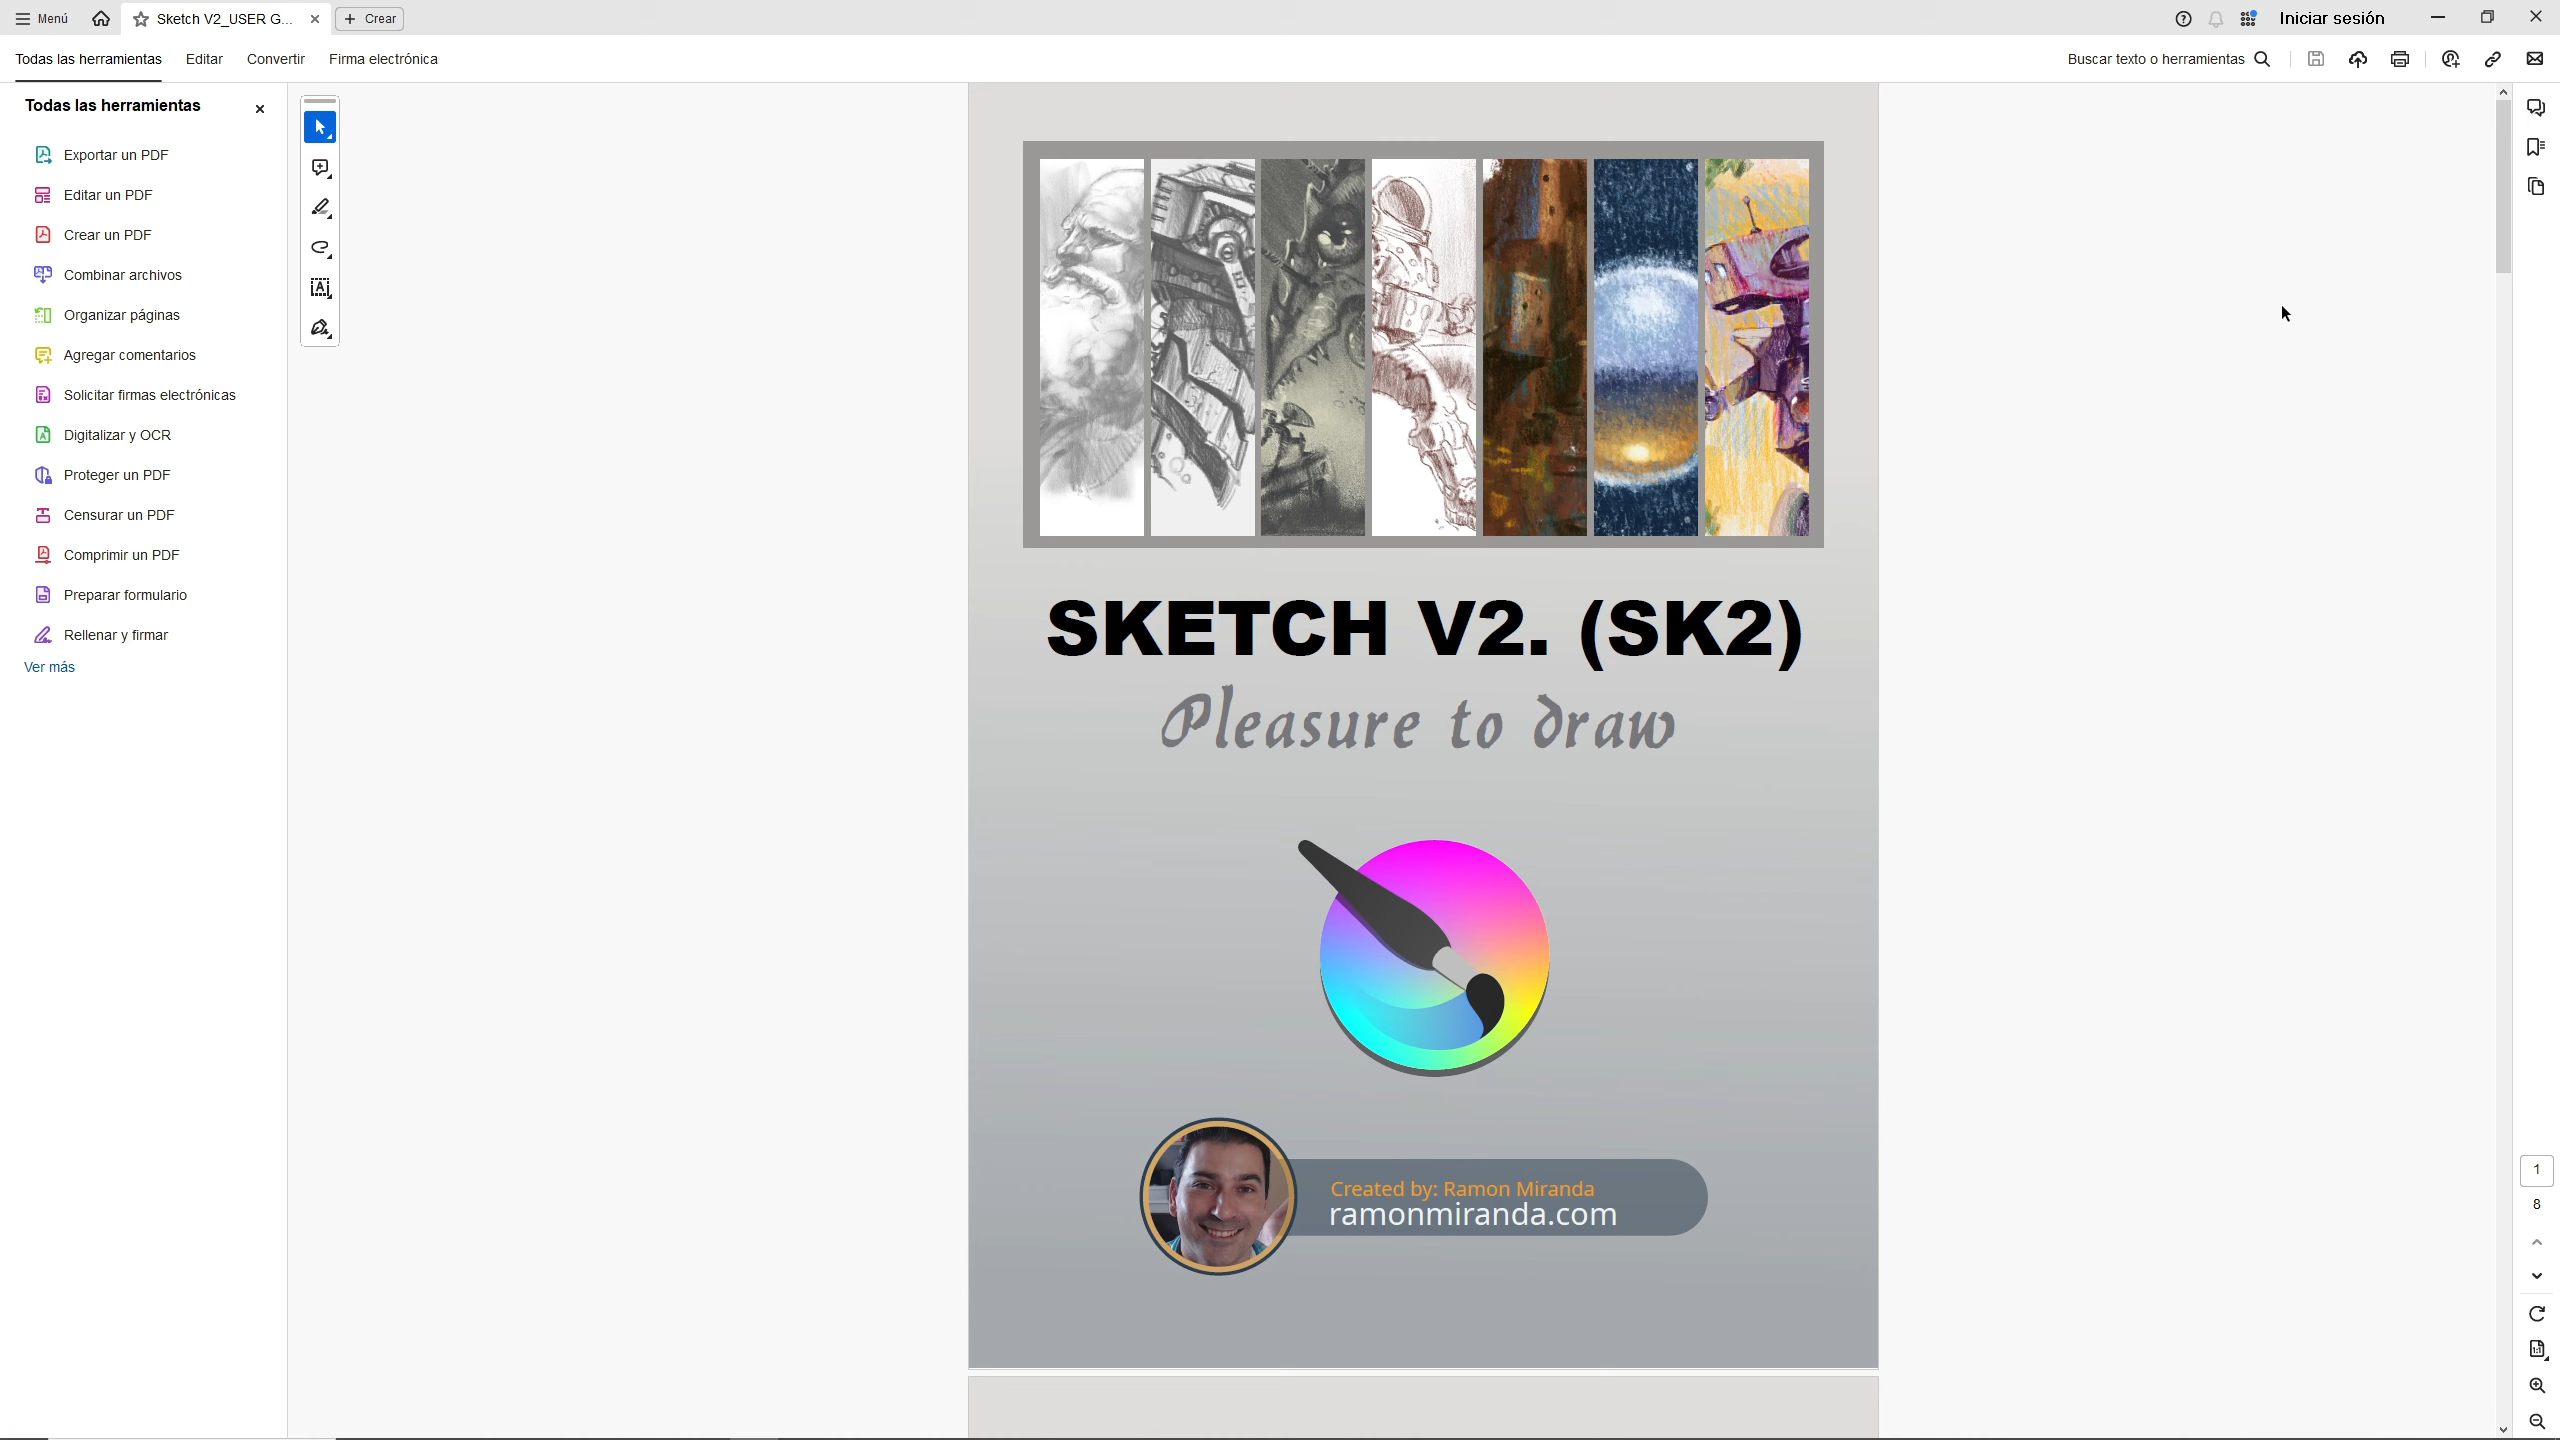 Menú
Sketch V2_USER G...
Crear
Iniciar sesión
Todas las herramientas
Editar
Convertir
Firma electrónica
Buscar texto o herramientas
Todas las herramientas
Exportar un PDF
Editar un PDF
Crear un PDF
Combinar archivos
Organizar páginas
Agregar comentarios
Solicitar firmas electrónicas
Digitalizar y OCR
Proteger un PDF
Censurar un PDF
Comprimir un PDF
Preparar formulario
Rellenar y firmar
Ver más
SKETCH V2. (SK2)
Pleasure to draw
Created by: Ramon Miranda
ramonmiranda.com
1
8